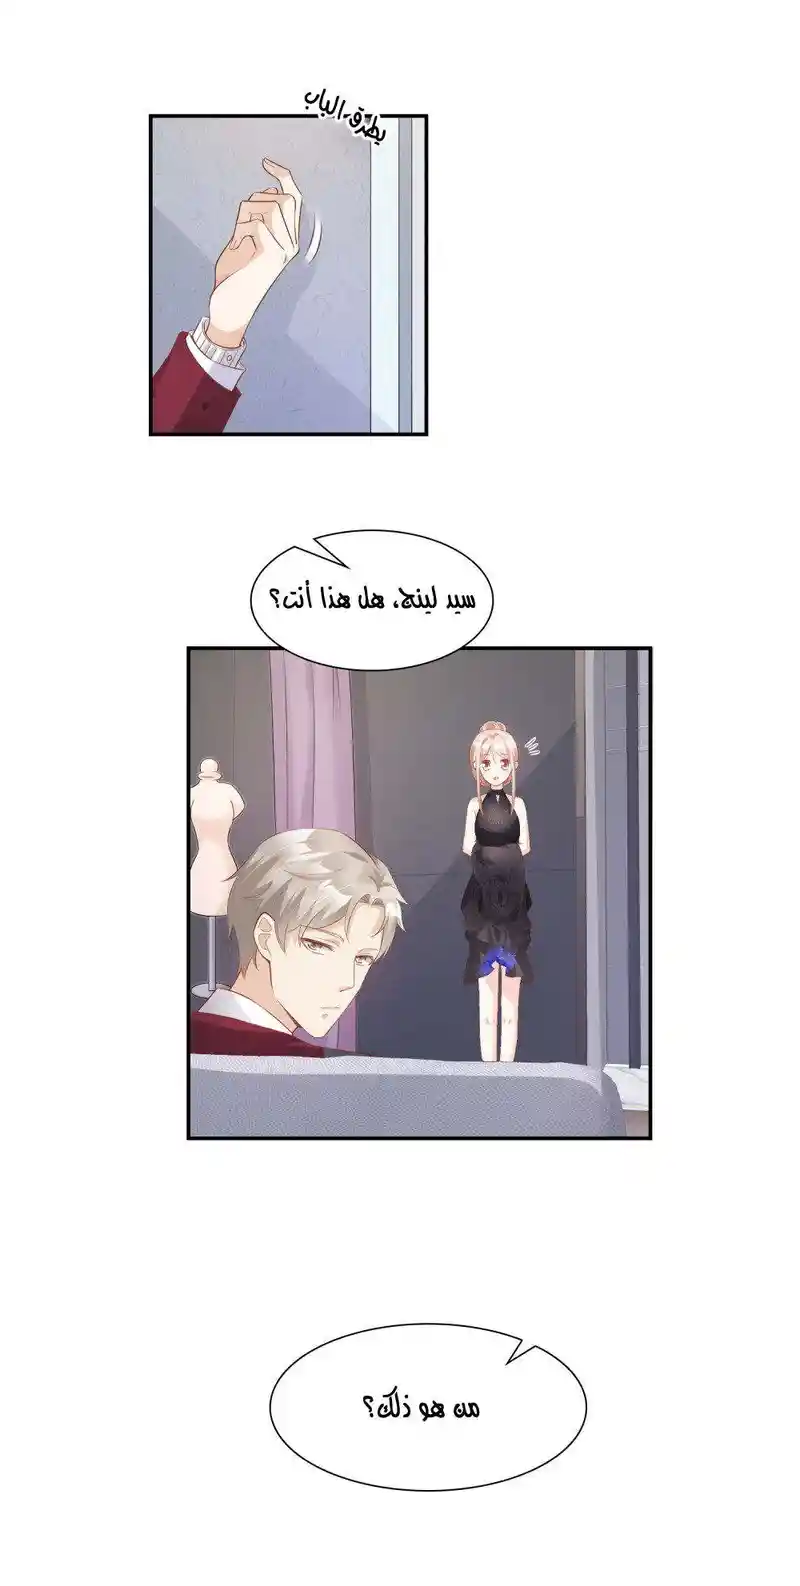 يطرق الباب
سيد لينج، هل هذا أنت؟
من هو ذلك؟